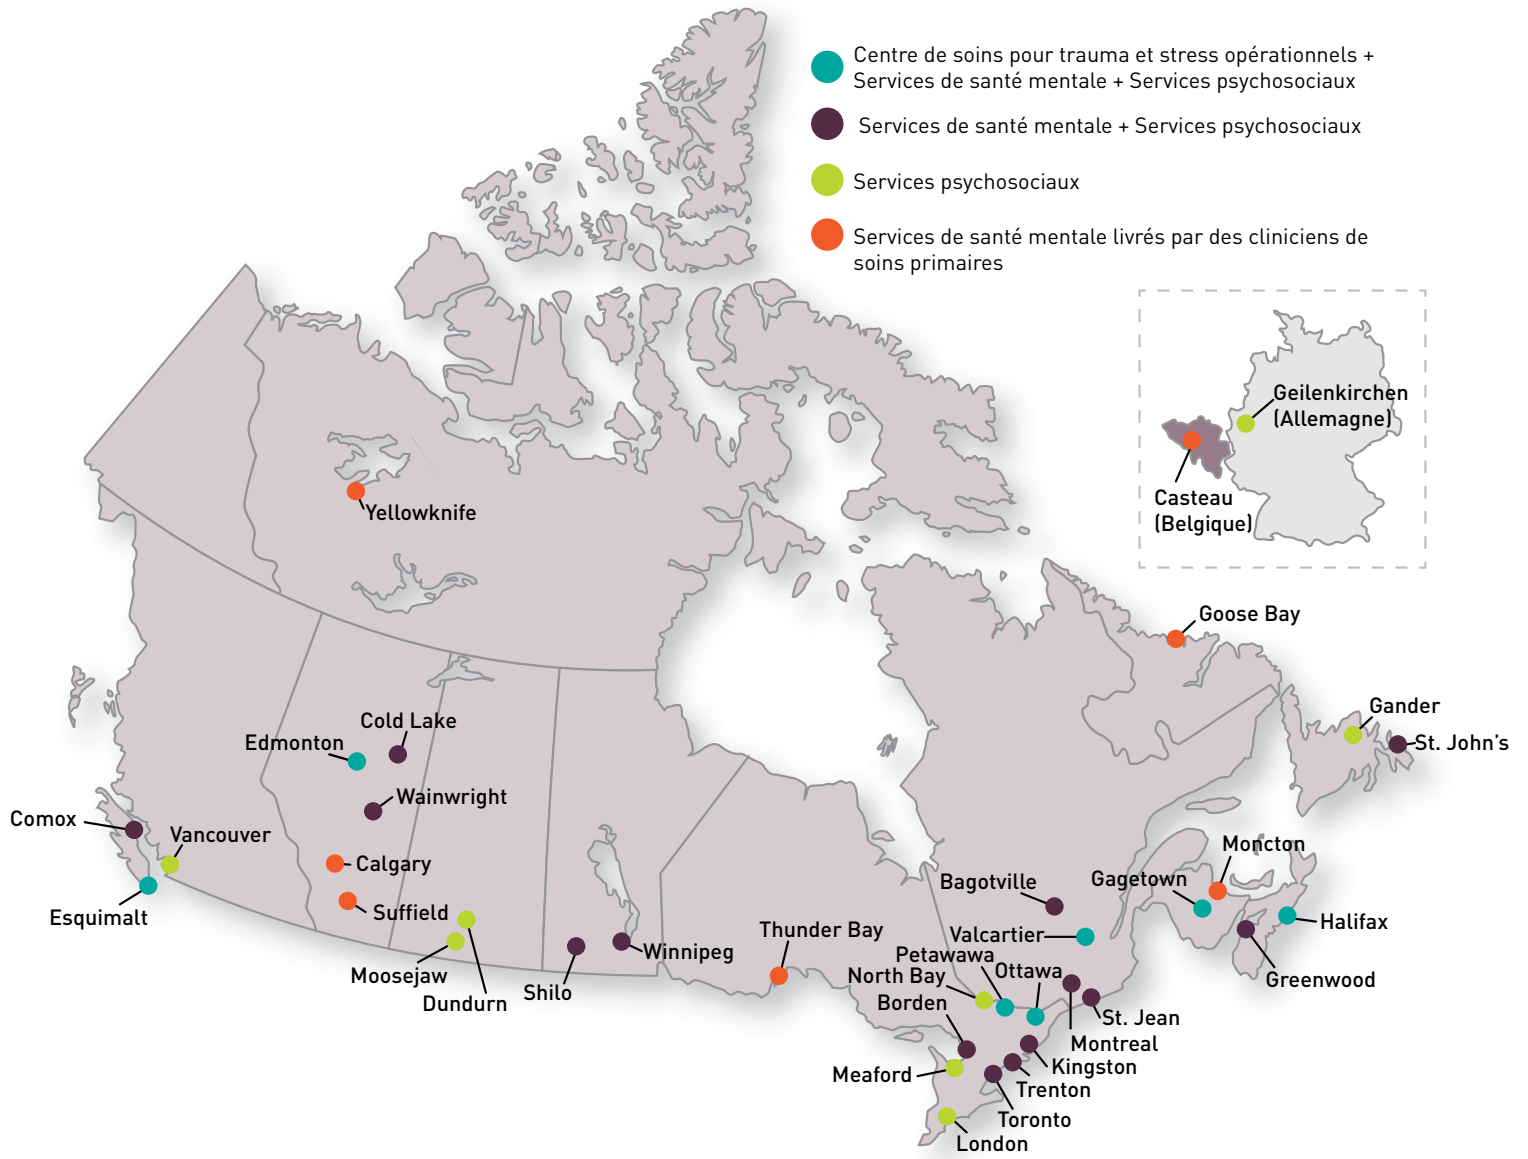 Centre de soins pour trauma et stress opérationnels +
Services de santé mentale + Services psychosociaux
Services de santé mentale + Services psychosociaux
Services psychosociaux
Services de santé mentale livrés par des cliniciens de
soins primaires
Geilenkirchen
(Allemagne)
Casteau
(Belgique)
Yellowknife
Goose Bay
Gander
St. John's
Cold Lake
Edmonton
Wainwright
Comox
Vancouver
Calgary
Esquimalt
Suffield
Moosejaw
Dundurn
Shilo
Winnipeg
Thunder Bay
Bagotville
Gagetown
Moncton
Halifax
Greenwood
Valcartier
Petawawa
Ottawa
North Bay
Borden
St. Jean
Montreal
Kingston
Meaford
Trenton
Toronto
London